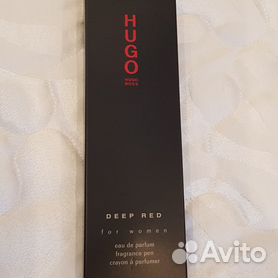 HUGO
HUGO
BOSS
DEEP RED
for women
eau de parfum
fragrance pen
crayon à parfumer
Avito